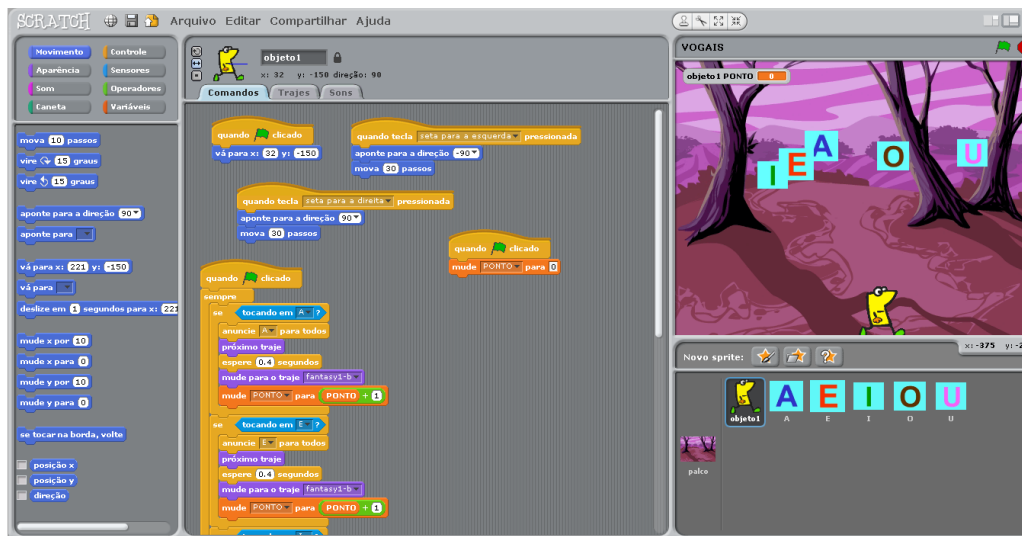 SCRATCH Arquivo Editar Compartilhar Ajuda
Movimento Controle
Aparência Sensores
Som Operadores
Caneta Variáveis
mova 10 passos
vire 15 graus
vire 15 graus
aponte para a direção 90
aponte para
vá para x: 221 y: -150
vá para
deslize em 1 segundos para x: 221
mude x por 10
mude x para 0
mude y por 10
mude y para 0
se tocar na borda, volte
posição x
posição y
direção
objeto1
x: 32 y: -150 direção: 90
Comandos Trajes Sons
quando clicado
vá para x: 32 y: -150
quando tecla seta para a esquerda pressionada
aponte para a direção -90
mova 30 passos
quando tecla seta para a direita pressionada
aponte para a direção 90
mova 30 passos
quando clicado
mude PONTO para 0
quando clicado
sempre
se tocando em A ?
anuncie A para todos
próximo traje
espere 0.4 segundos
mude para o traje fantasy1-b
mude PONTO para PONTO + 1
se tocando em E ?
anuncie E para todos
próximo traje
espere 0.4 segundos
mude para o traje fantasy1-b
mude PONTO para PONTO + 1
VOGAIS
objeto1 PONTO 0
I E A O U
x: -375
Novo sprite:
A E I O U
objeto1 A E I O U
palco